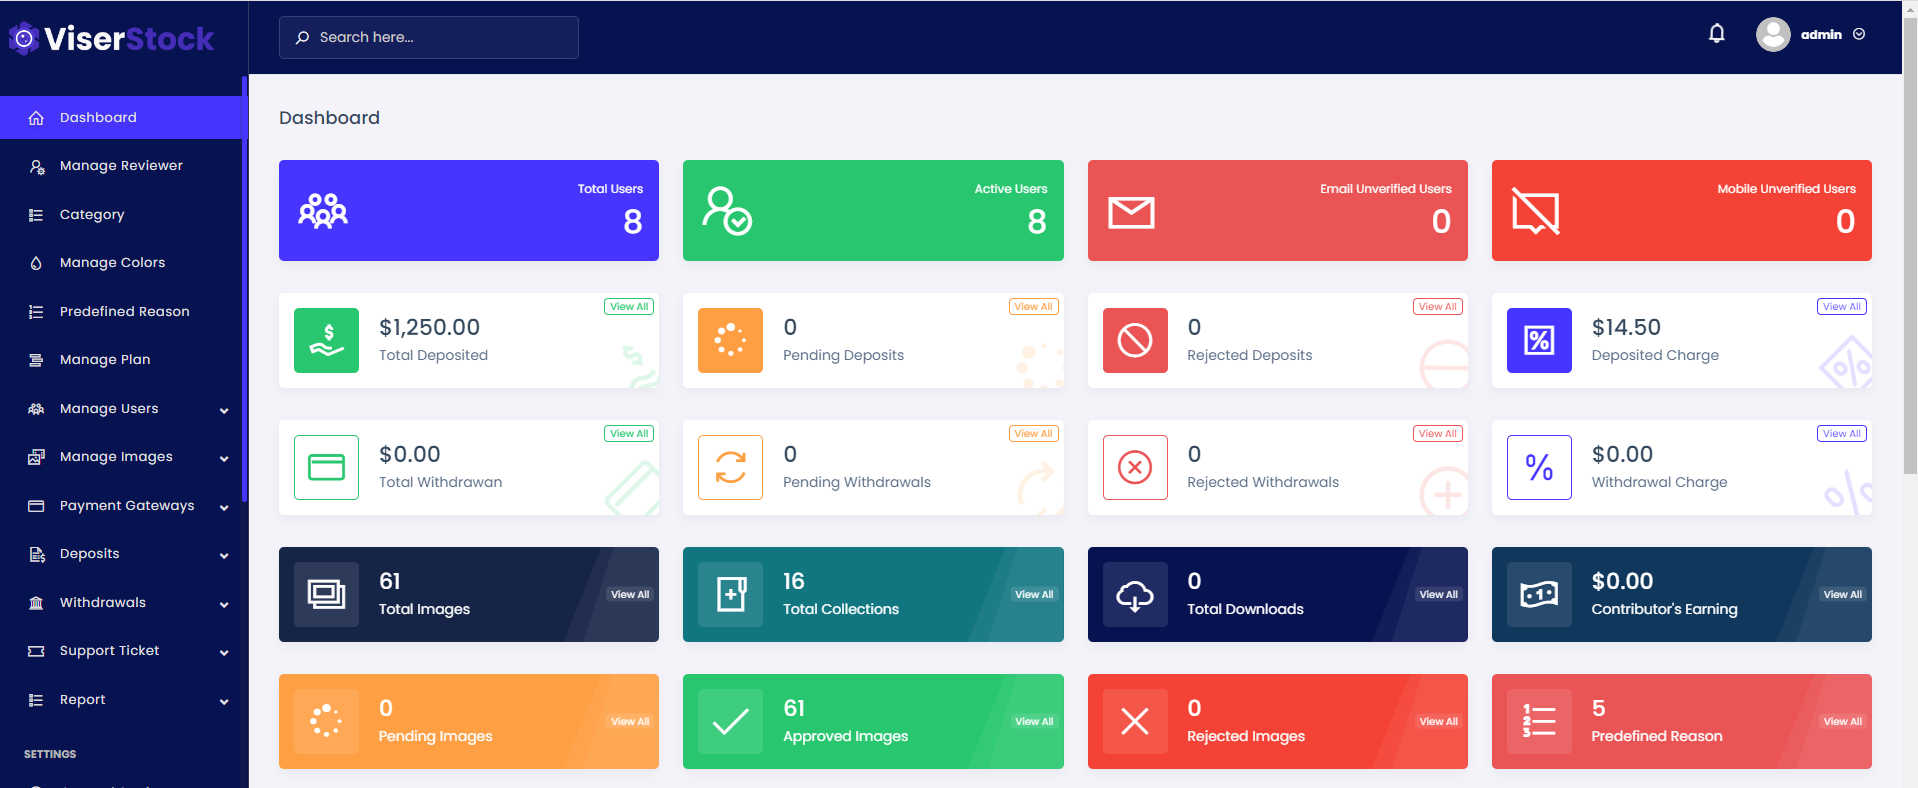 ViserStock
Search here...
admin
Dashboard
Manage Reviewer
Category
Manage Colors
Predefined Reason
Manage Plan
Manage Users
Manage Images
Payment Gateways
Deposits
Withdrawals
Support Ticket
Report
SETTINGS
Dashboard
Total Users
8
Active Users
8
Email Unverified Users
0
Mobile Unverified Users
0
View All
$1,250.00
Total Deposited
View All
0
Pending Deposits
View All
0
Rejected Deposits
View All
$14.50
Deposited Charge
View All
$0.00
Total Withdrawan
View All
0
Pending Withdrawals
View All
0
Rejected Withdrawals
View All
$0.00
Withdrawal Charge
61
Total Images
View All
16
Total Collections
View All
0
Total Downloads
View All
$0.00
Contributor's Earning
View All
0
Pending Images
View All
61
Approved Images
View All
0
Rejected Images
View All
5
Predefined Reason
View All